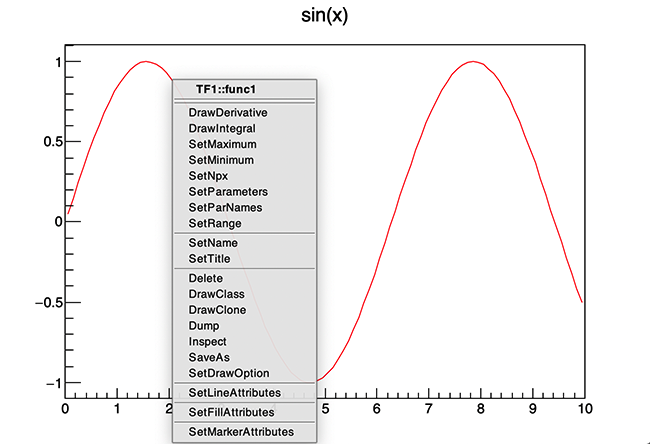 sin(x)
1
0.5
0
−0.5
−1
TF1::func1
DrawDerivative
DrawIntegral
SetMaximum
SetMinimum
SetNpx
SetParameters
SetParNames
SetRange
SetName
SetTitle
Delete
DrawClass
DrawClone
Dump
Inspect
SaveAs
SetDrawOption
SetLineAttributes
SetFillAttributes
SetMarkerAttributes
0 1 2 5 6 7 8 9 10